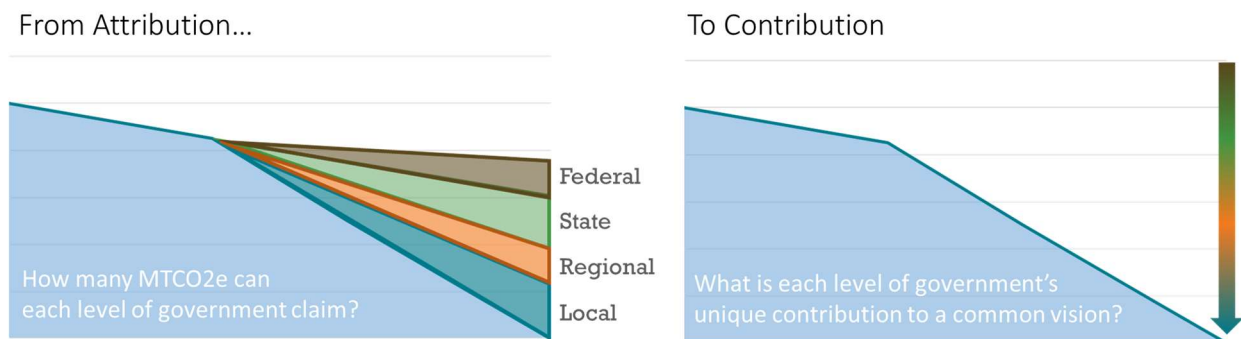 From Attribution...
Federal
State
Regional
Local
How many MTCO2e can
each level of government claim?
To Contribution
What is each level of government's
unique contribution to a common vision?